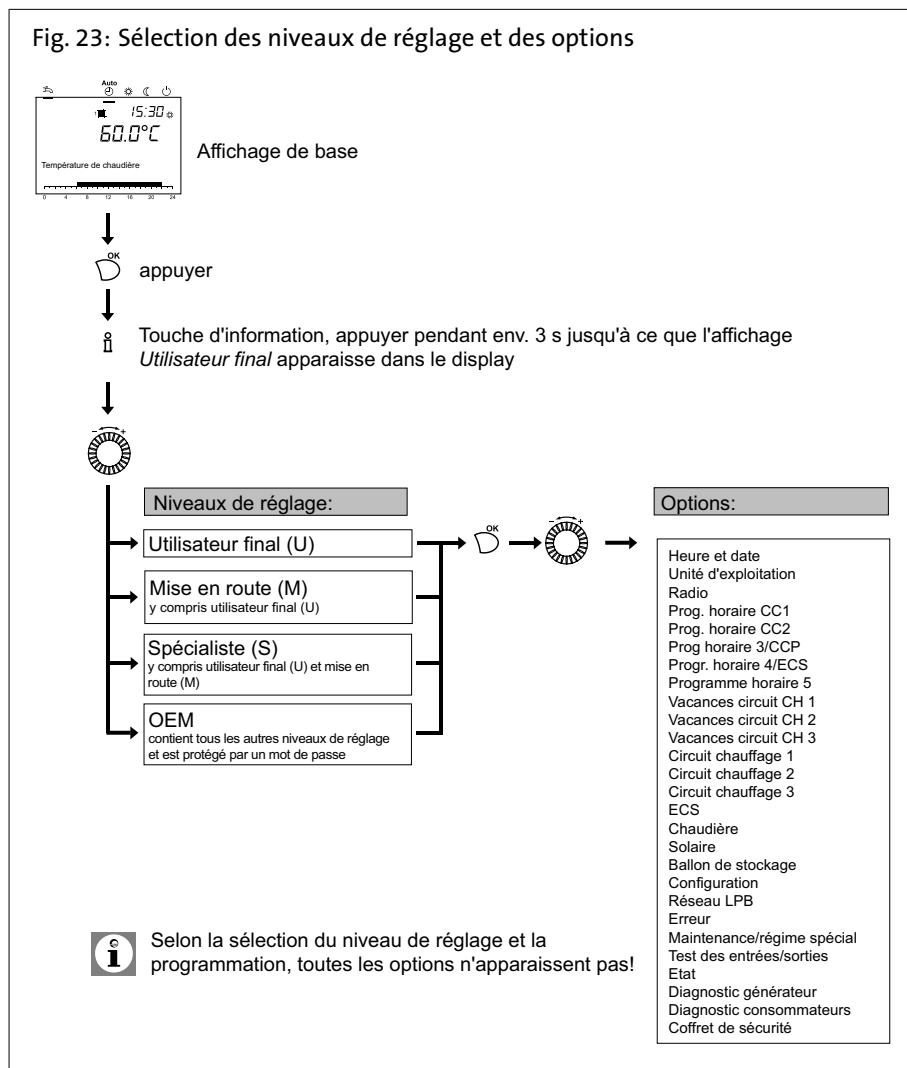 Fig. 23: Sélection des niveaux de réglage et des options
Auto
15:30
60.0°C
Température de chaudière
0 4 8 12 16 20 24
Affichage de base
OK
appuyer
Touche d'information, appuyer pendant env. 3 s jusqu'à ce que l'affichage
Utilisateur final apparaisse dans le display
- +
Niveaux de réglage:
Utilisateur final (U)
Mise en route (M)
y compris utilisateur final (U)
Spécialiste (S)
y compris utilisateur final (U) et mise en
route (M)
OEM
contient tous les autres niveaux de réglage
et est protégé par un mot de passe
OK
- +
Options:
Heure et date
Unité d'exploitation
Radio
Prog. horaire CC1
Prog. horaire CC2
Prog horaire 3/CCP
Progr. horaire 4/ECS
Programme horaire 5
Vacances circuit CH 1
Vacances circuit CH 2
Vacances circuit CH 3
Circuit chauffage 1
Circuit chauffage 2
Circuit chauffage 3
ECS
Chaudière
Solaire
Ballon de stockage
Configuration
Réseau LPB
Erreur
Maintenance/régime spécial
Test des entrées/sorties
Etat
Diagnostic générateur
Diagnostic consommateurs
Coffret de sécurité
Selon la sélection du niveau de réglage et la
programmation, toutes les options n'apparaissent pas!